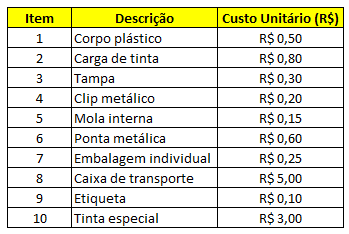 Item Descrição Custo Unitário (R$)
1 Corpo plástico R$ 0,50
2 Carga de tinta R$ 0,80
3 Tampa R$ 0,30
4 Clip metálico R$ 0,20
5 Mola interna R$ 0,15
6 Ponta metálica R$ 0,60
7 Embalagem individual R$ 0,25
8 Caixa de transporte R$ 5,00
9 Etiqueta R$ 0,10
10 Tinta especial R$ 3,00